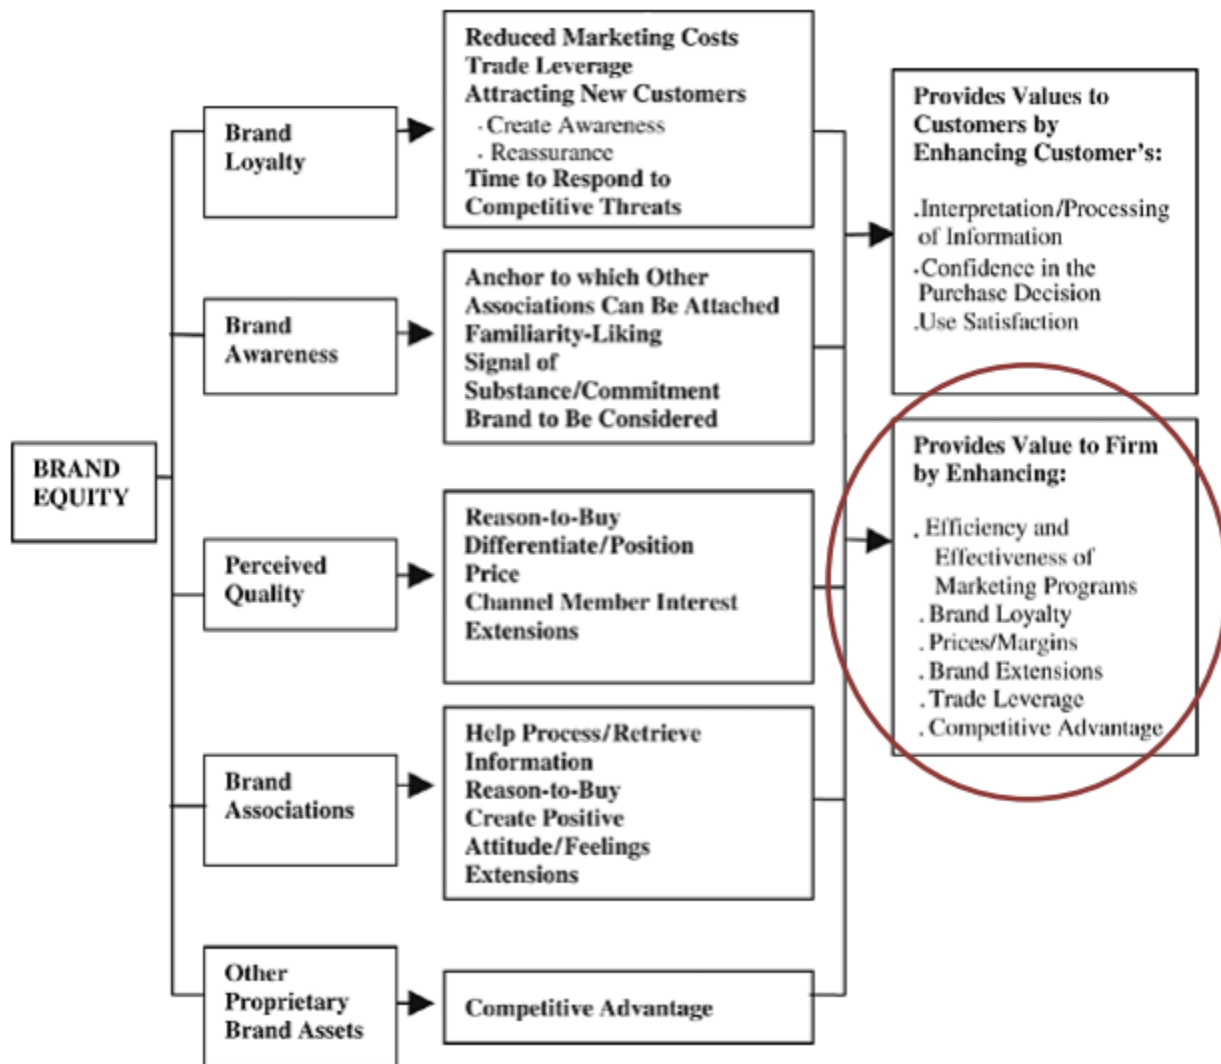 BRAND
EQUITY
Brand
Loyalty
Reduced Marketing Costs
Trade Leverage
Attracting New Customers
· Create Awareness
· Reassurance
Time to Respond to
Competitive Threats
Brand
Awareness
Anchor to which Other
Associations Can Be Attached
Familiarity-Liking
Signal of
Substance/Commitment
Brand to Be Considered
Perceived
Quality
Reason-to-Buy
Differentiate/Position
Price
Channel Member Interest
Extensions
Brand
Associations
Help Process/Retrieve
Information
Reason-to-Buy
Create Positive
Attitude/Feelings
Extensions
Other
Proprietary
Brand Assets
Competitive Advantage
Provides Values to
Customers by
Enhancing Customer's:
.Interpretation/Processing
of Information
·Confidence in the
Purchase Decision
.Use Satisfaction
Provides Value to Firm
by Enhancing:
. Efficiency and
Effectiveness of
Marketing Programs
. Brand Loyalty
. Prices/Margins
. Brand Extensions
. Trade Leverage
. Competitive Advantage